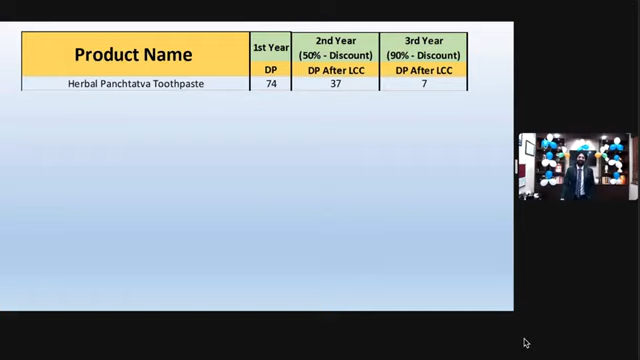 Product Name
1st Year
2nd Year
(50% - Discount)
3rd Year
(90% - Discount)
DP
DP After LCC
DP After LCC
Herbal Panchtatva Toothpaste
74
37
7